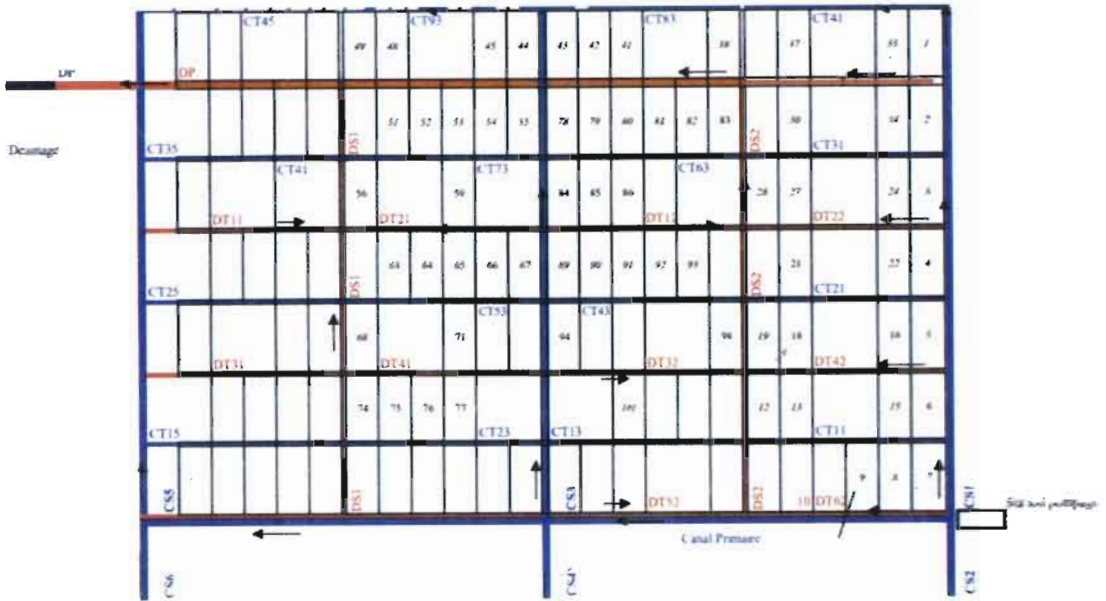 CT45 CT93 CT83 CT41
49 48 45 44 43 42 41 38 37 35 1
DP DP
51 52 53 54 55 78 79 80 81 82 83 30 34 2
CT35 DS1 DS2 CT31
CT41 CT73 CT63
56 59 84 85 86 28 27 24 3
DT11 DT21 DT12 DT22
63 64 65 66 67 89 90 91 92 93 21 22 4
CT25 DS1 DS2 CT21
CT53 CT43
68 71 94 98 19 18 16 5
DT31 DT41 DT32 DT42
74 75 76 77 101 12 13 15 6
CT15 CT23 CT13 CT11
9 8 7
CS5 DS1 CS3 DS2 CS1
DT52 10 DT62
Canal Primaire
CS6 CS2